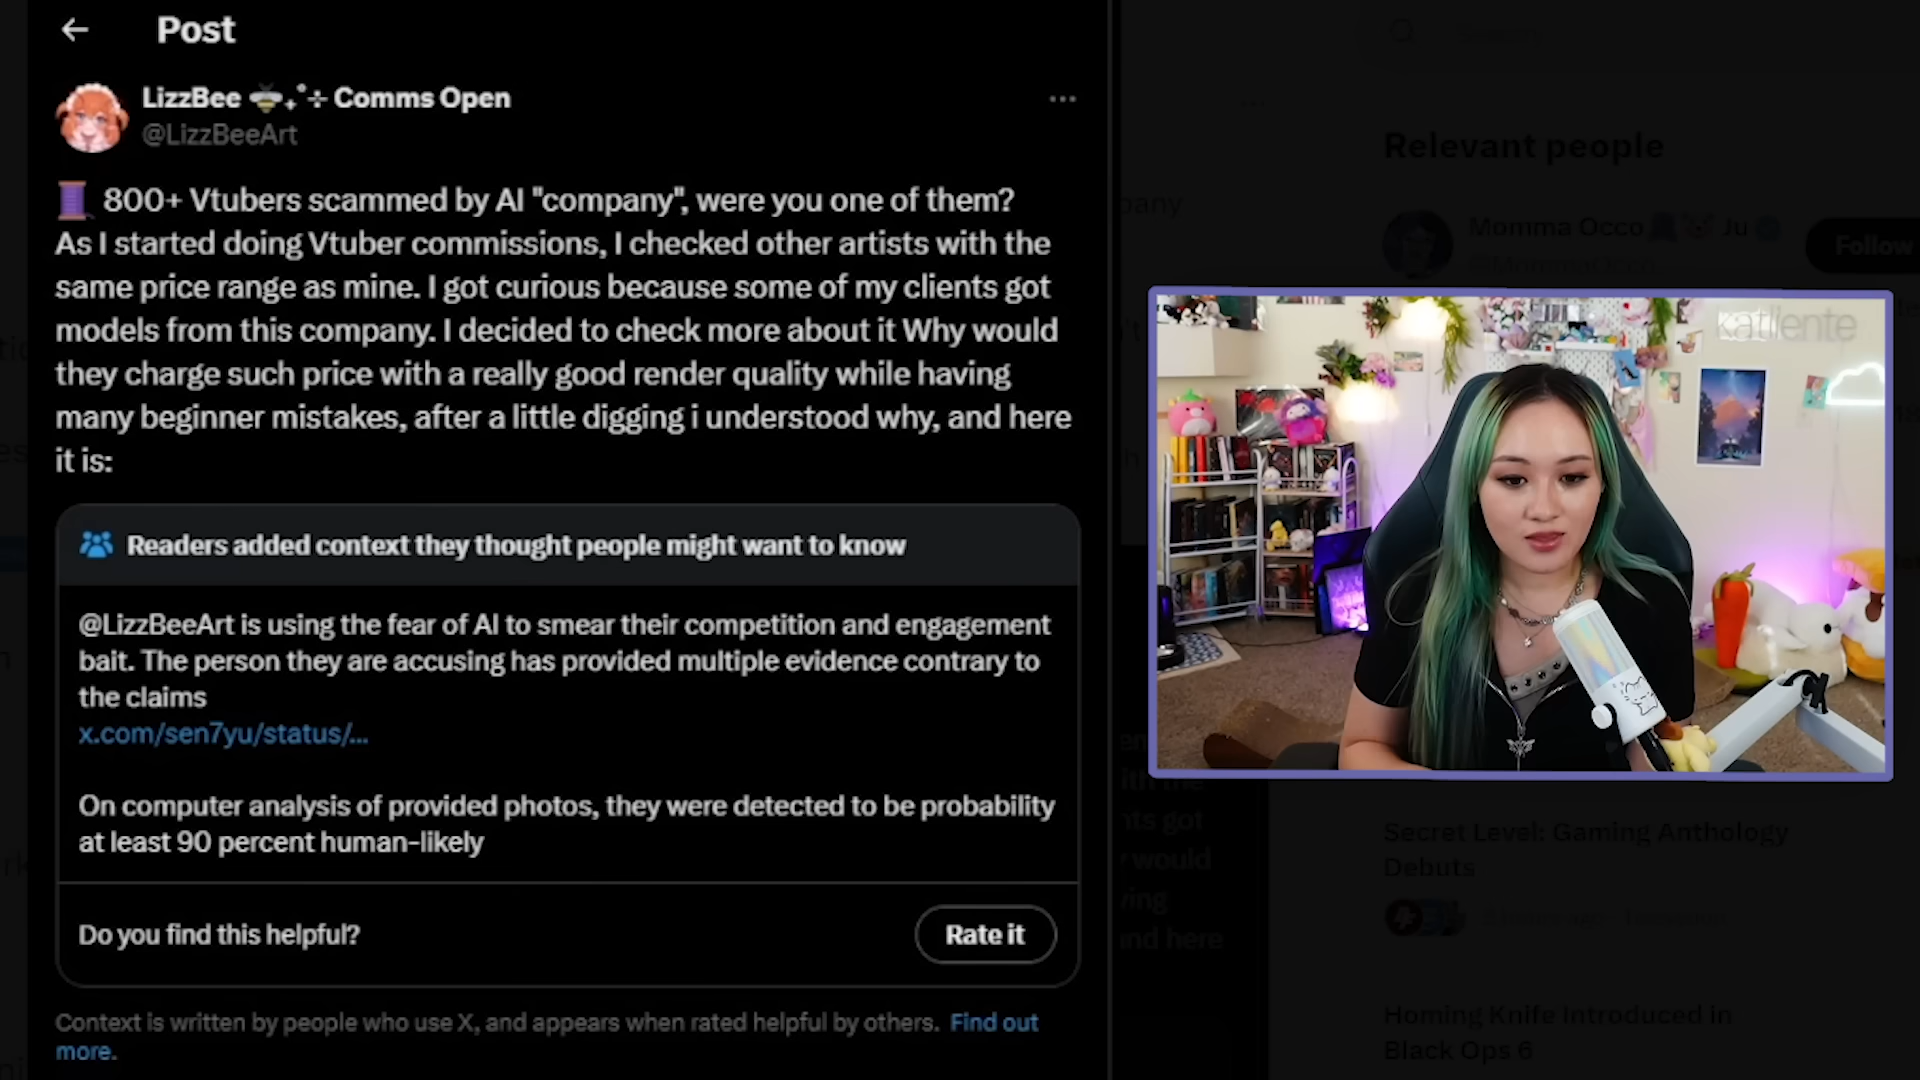 Post
LizzBee 🐝₊˚⊹ Comms Open
@LizzBeeArt
🧵 800+ Vtubers scammed by AI "company", were you one of them?
As I started doing Vtuber commissions, I checked other artists with the
same price range as mine. I got curious because some of my clients got
models from this company. I decided to check more about it Why would
they charge such price with a really good render quality while having
many beginner mistakes, after a little digging i understood why, and here
it is:
Readers added context they thought people might want to know
@LizzBeeArt is using the fear of AI to smear their competition and engagement
bait. The person they are accusing has provided multiple evidence contrary to
the claims
x.com/sen7yu/status/...
On computer analysis of provided photos, they were detected to be probability
at least 90 percent human-likely
Do you find this helpful?
Rate it
Context is written by people who use X, and appears when rated helpful by others. Find out
more.
Relevant people
Momma Occo
Ju
@MommaOcco
Follow
katliente
Secret Level: Gaming Anthology
Debuts
Homing Knife Introduced in
Black Ops 6
pany
nts got
would
ving
and here